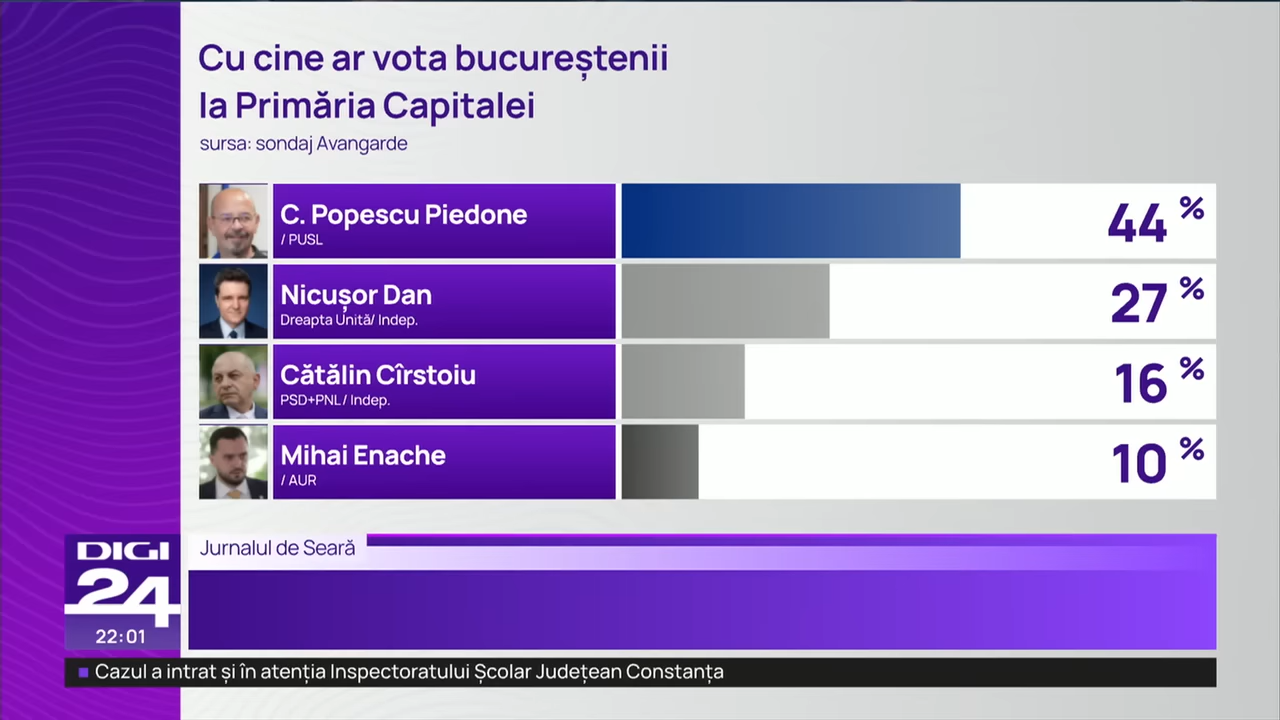 Cu cine ar vota bucureștenii
la Primăria Capitalei
sursa: sondaj Avangarde
C. Popescu Piedone
/ PUSL
44 %
Nicușor Dan
Dreapta Unită/ Indep.
27 %
Cătălin Cîrstoiu
PSD+PNL/ Indep.
16 %
Mihai Enache
/ AUR
10 %
Jurnalul de Seară
DIGI
24
22:01
Cazul a intrat și în atenția Inspectoratului Școlar Județean Constanța